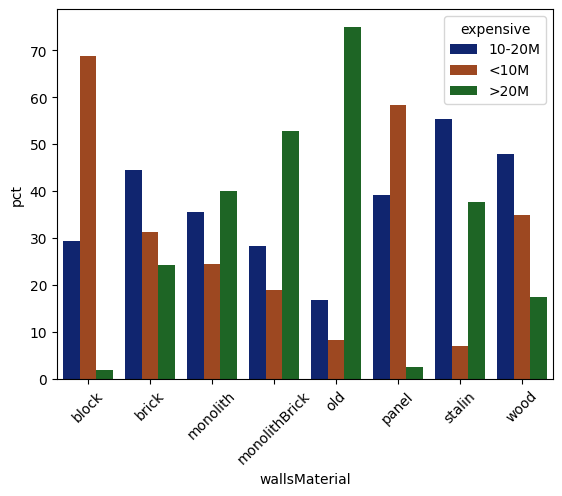 expensive
10-20M
<10M
>20M
pct
70
60
50
40
30
20
10
0
block
brick
monolith
monolithBrick
old
panel
stalin
wood
wallsMaterial